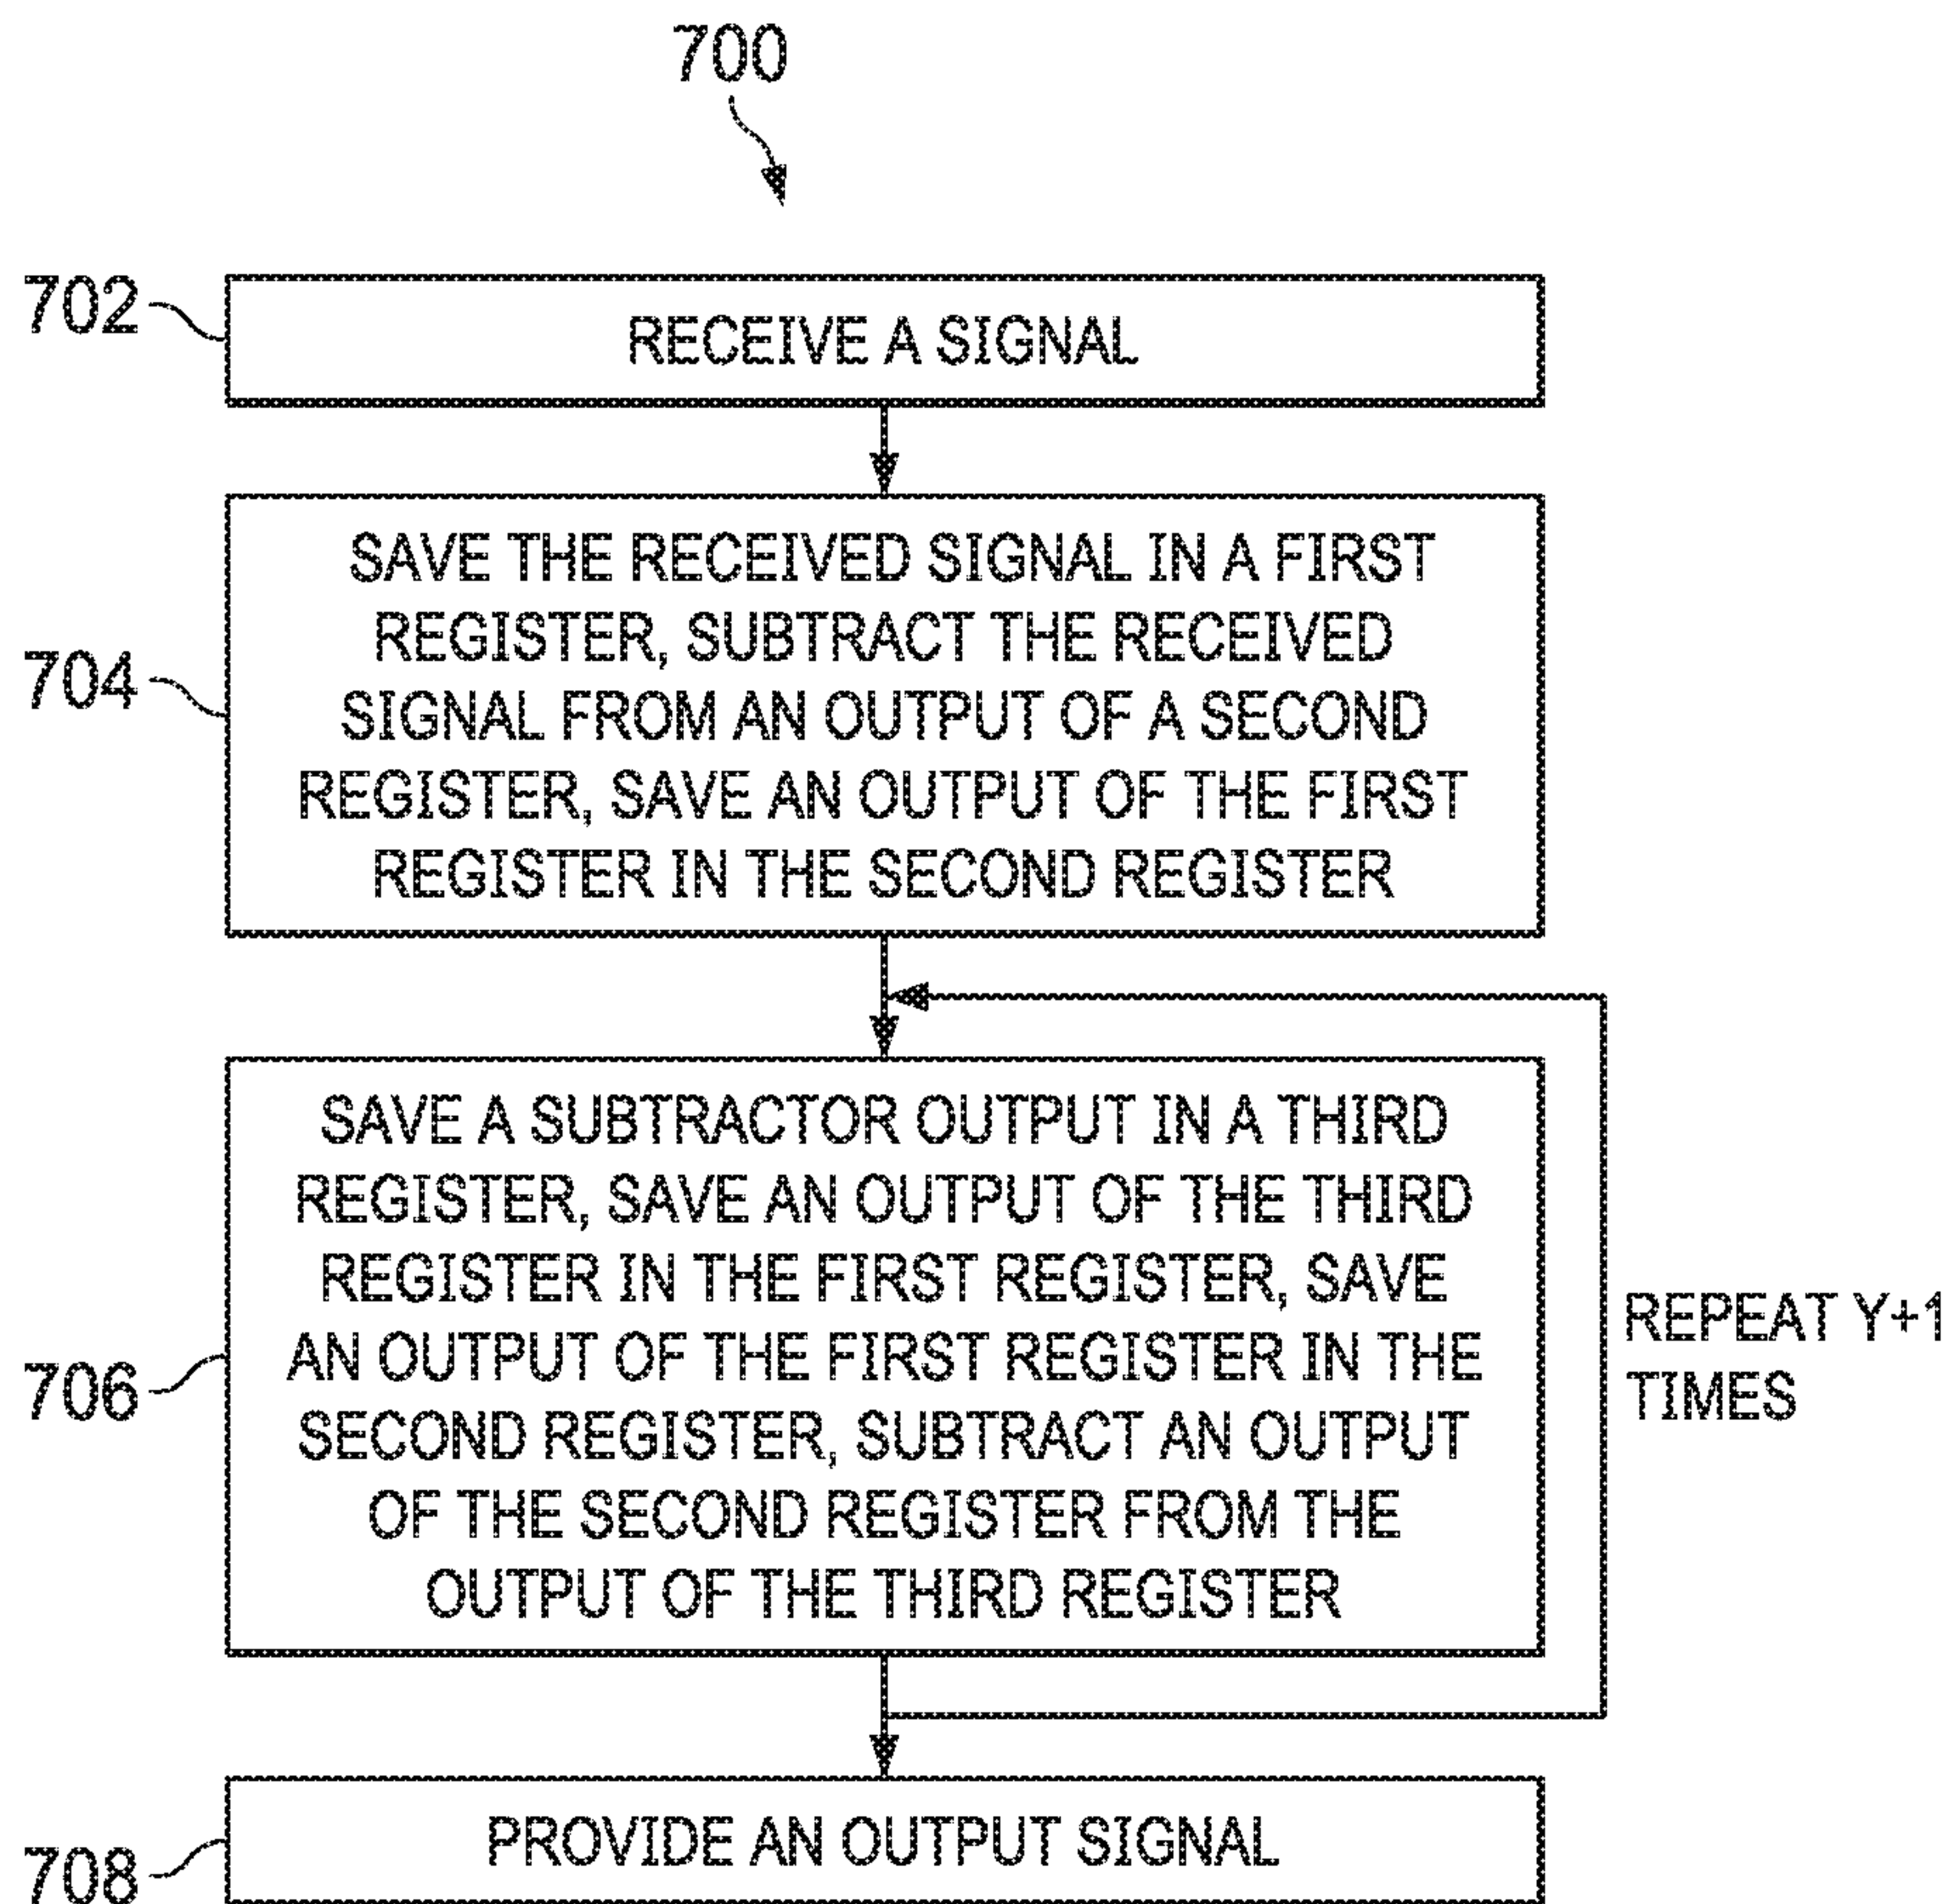 700
702
RECEIVE A SIGNAL
704
SAVE THE RECEIVED SIGNAL IN A FIRST
REGISTER, SUBTRACT THE RECEIVED
SIGNAL FROM AN OUTPUT OF A SECOND
REGISTER, SAVE AN OUTPUT OF THE FIRST
REGISTER IN THE SECOND REGISTER
706
SAVE A SUBTRACTOR OUTPUT IN A THIRD
REGISTER, SAVE AN OUTPUT OF THE THIRD
REGISTER IN THE FIRST REGISTER, SAVE
AN OUTPUT OF THE FIRST REGISTER IN THE
SECOND REGISTER, SUBTRACT AN OUTPUT
OF THE SECOND REGISTER FROM THE
OUTPUT OF THE THIRD REGISTER
REPEAT Y+1
TIMES
708
PROVIDE AN OUTPUT SIGNAL